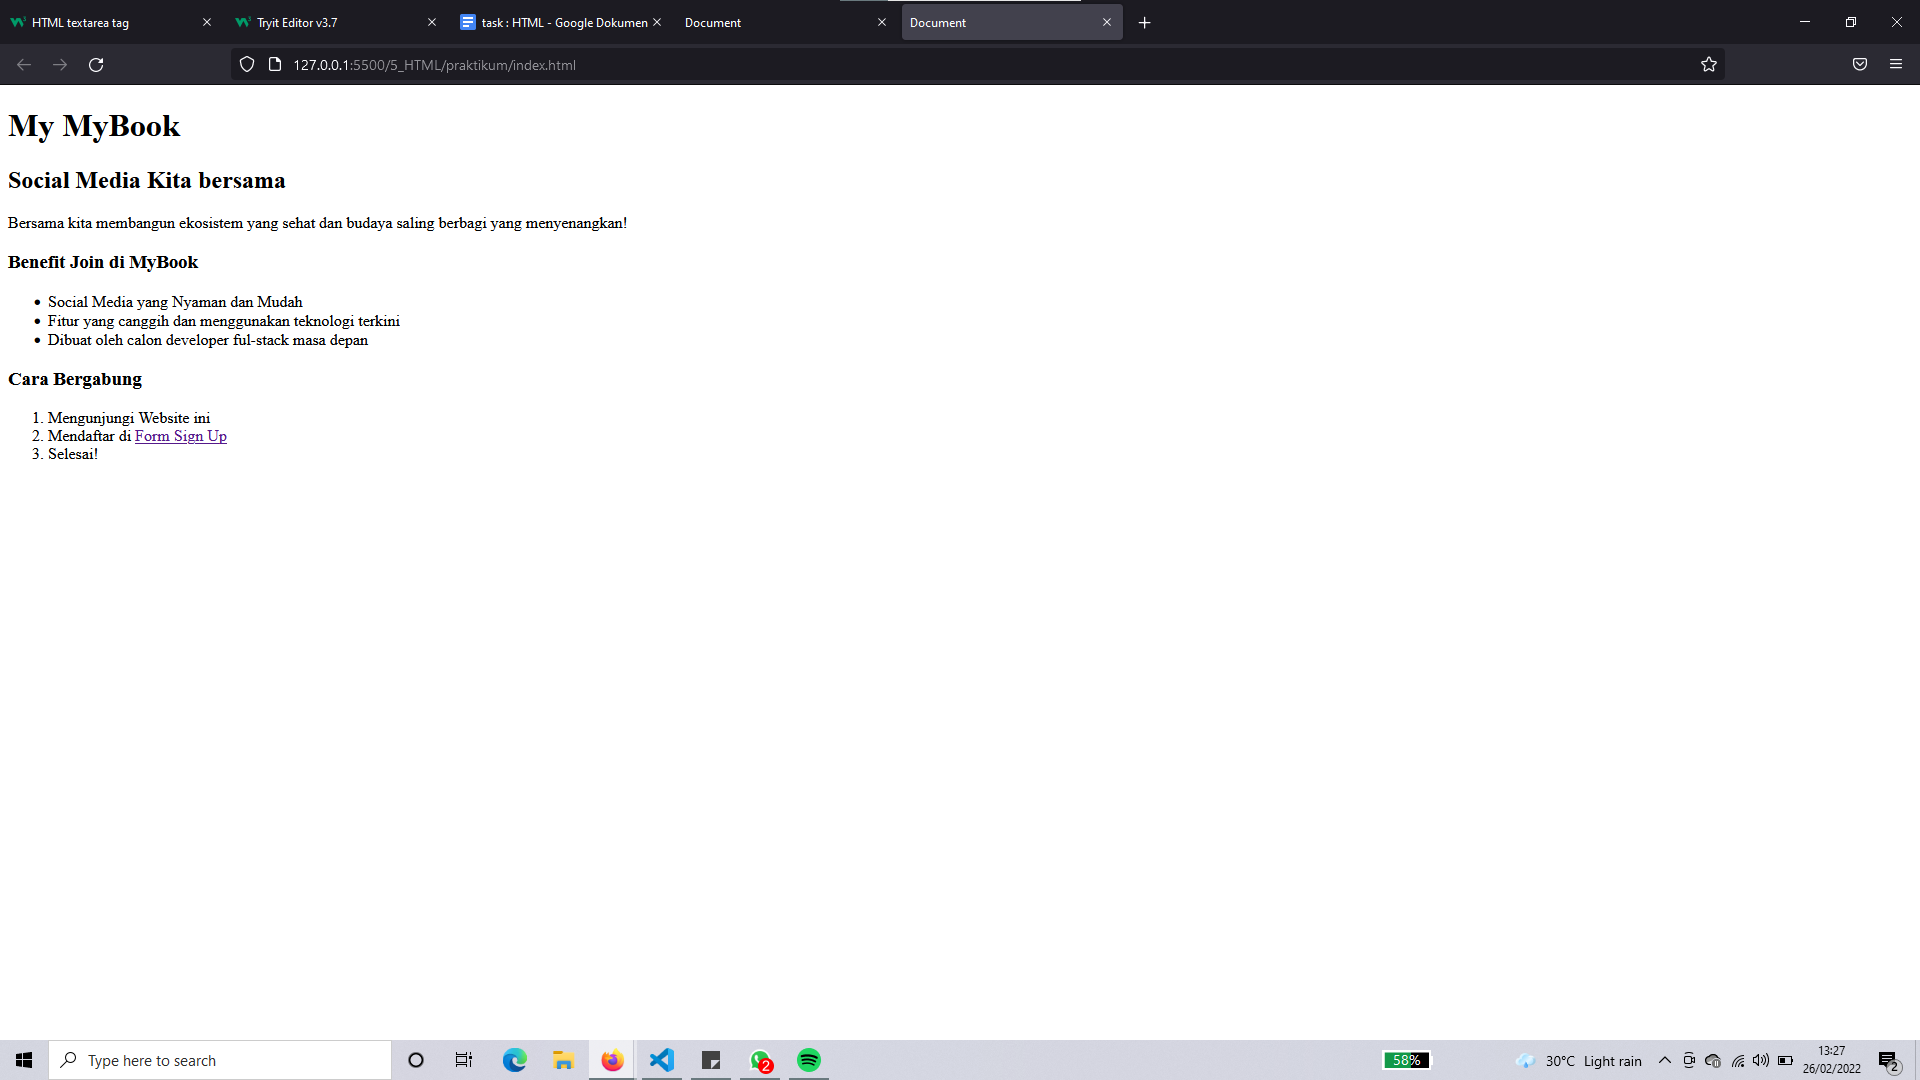 HTML textarea tag
Tryit Editor v3.7
task : HTML - Google Dokumen
Document
Document
127.0.0.1:5500/5_HTML/praktikum/index.html
My MyBook
Social Media Kita bersama
Bersama kita membangun ekosistem yang sehat dan budaya saling berbagi yang menyenangkan!
Benefit Join di MyBook
• Social Media yang Nyaman dan Mudah
• Fitur yang canggih dan menggunakan teknologi terkini
• Dibuat oleh calon developer ful-stack masa depan
Cara Bergabung
1. Mengunjungi Website ini
2. Mendaftar di Form Sign Up
3. Selesai!
Type here to search
2
58%
30°C Light rain
13:27
26/02/2022
2